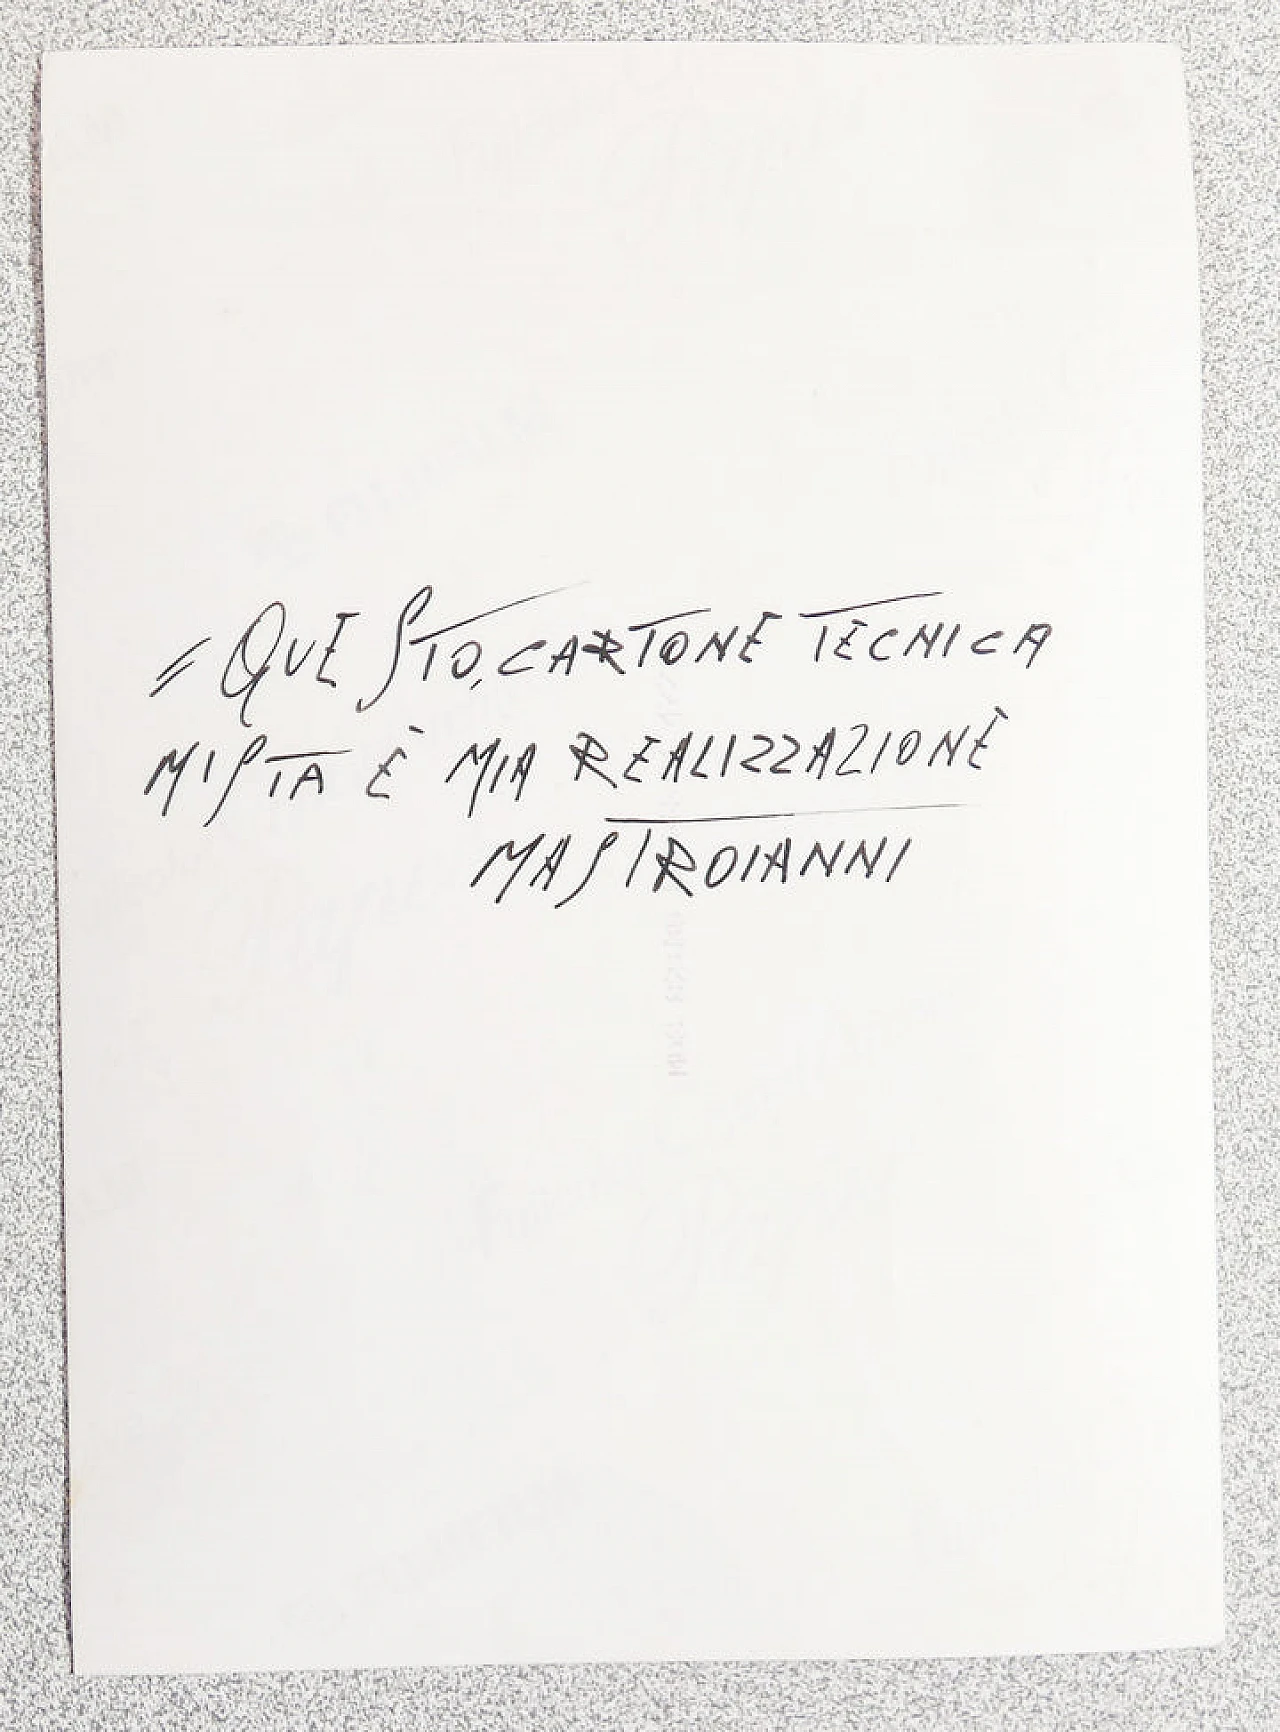 = QUESTO, CARTONE TECNICA
MISTA È MIA REALIZZAZIONE
MASTROIANNI